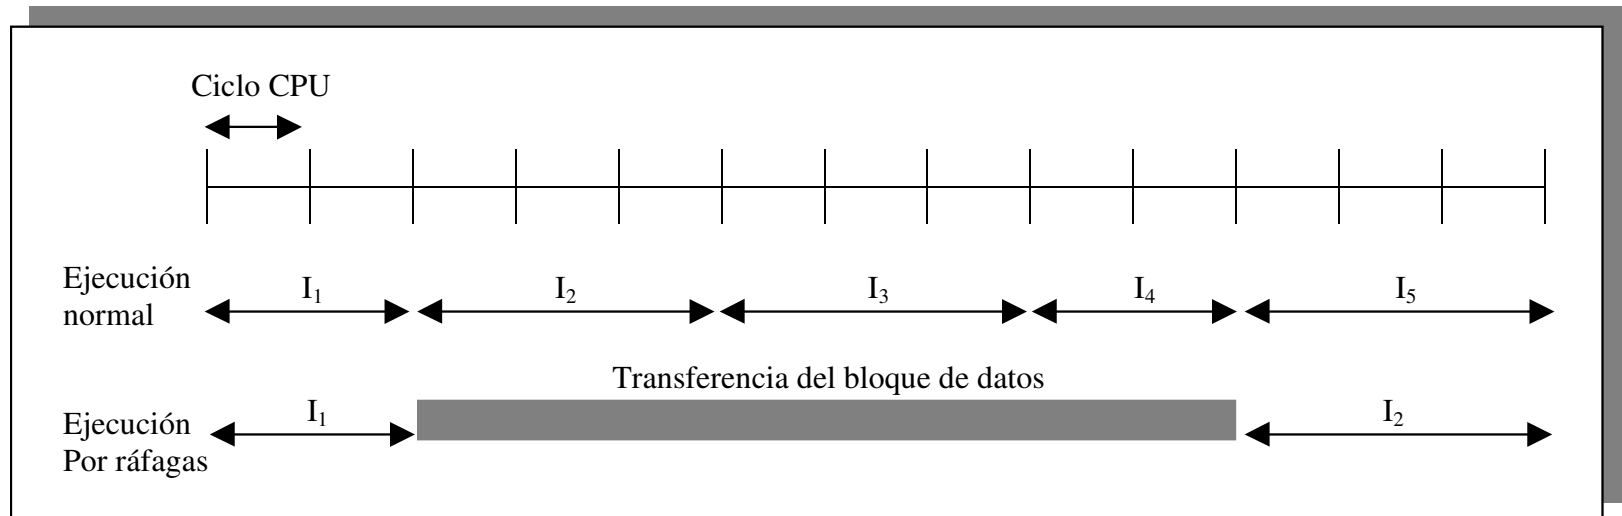 Ciclo CPU
Ejecución
normal
I₁ I₂ I₃ I₄ I₅
Transferencia del bloque de datos
Ejecución
Por ráfagas
I₁ I₂